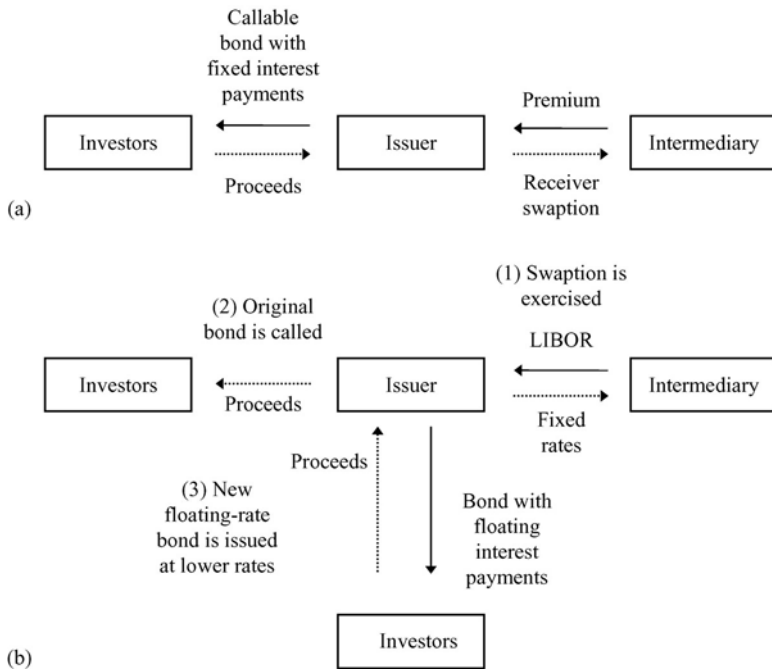 Callable
bond with
fixed interest
payments
Premium
Investors
Issuer
Intermediary
Proceeds
Receiver
swaption
(a)
(1) Swaption is
exercised
(2) Original
bond is called
LIBOR
Investors
Issuer
Intermediary
Proceeds
Fixed
rates
Proceeds
(3) New
floating-rate
bond is issued
at lower rates
Bond with
floating
interest
payments
Investors
(b)